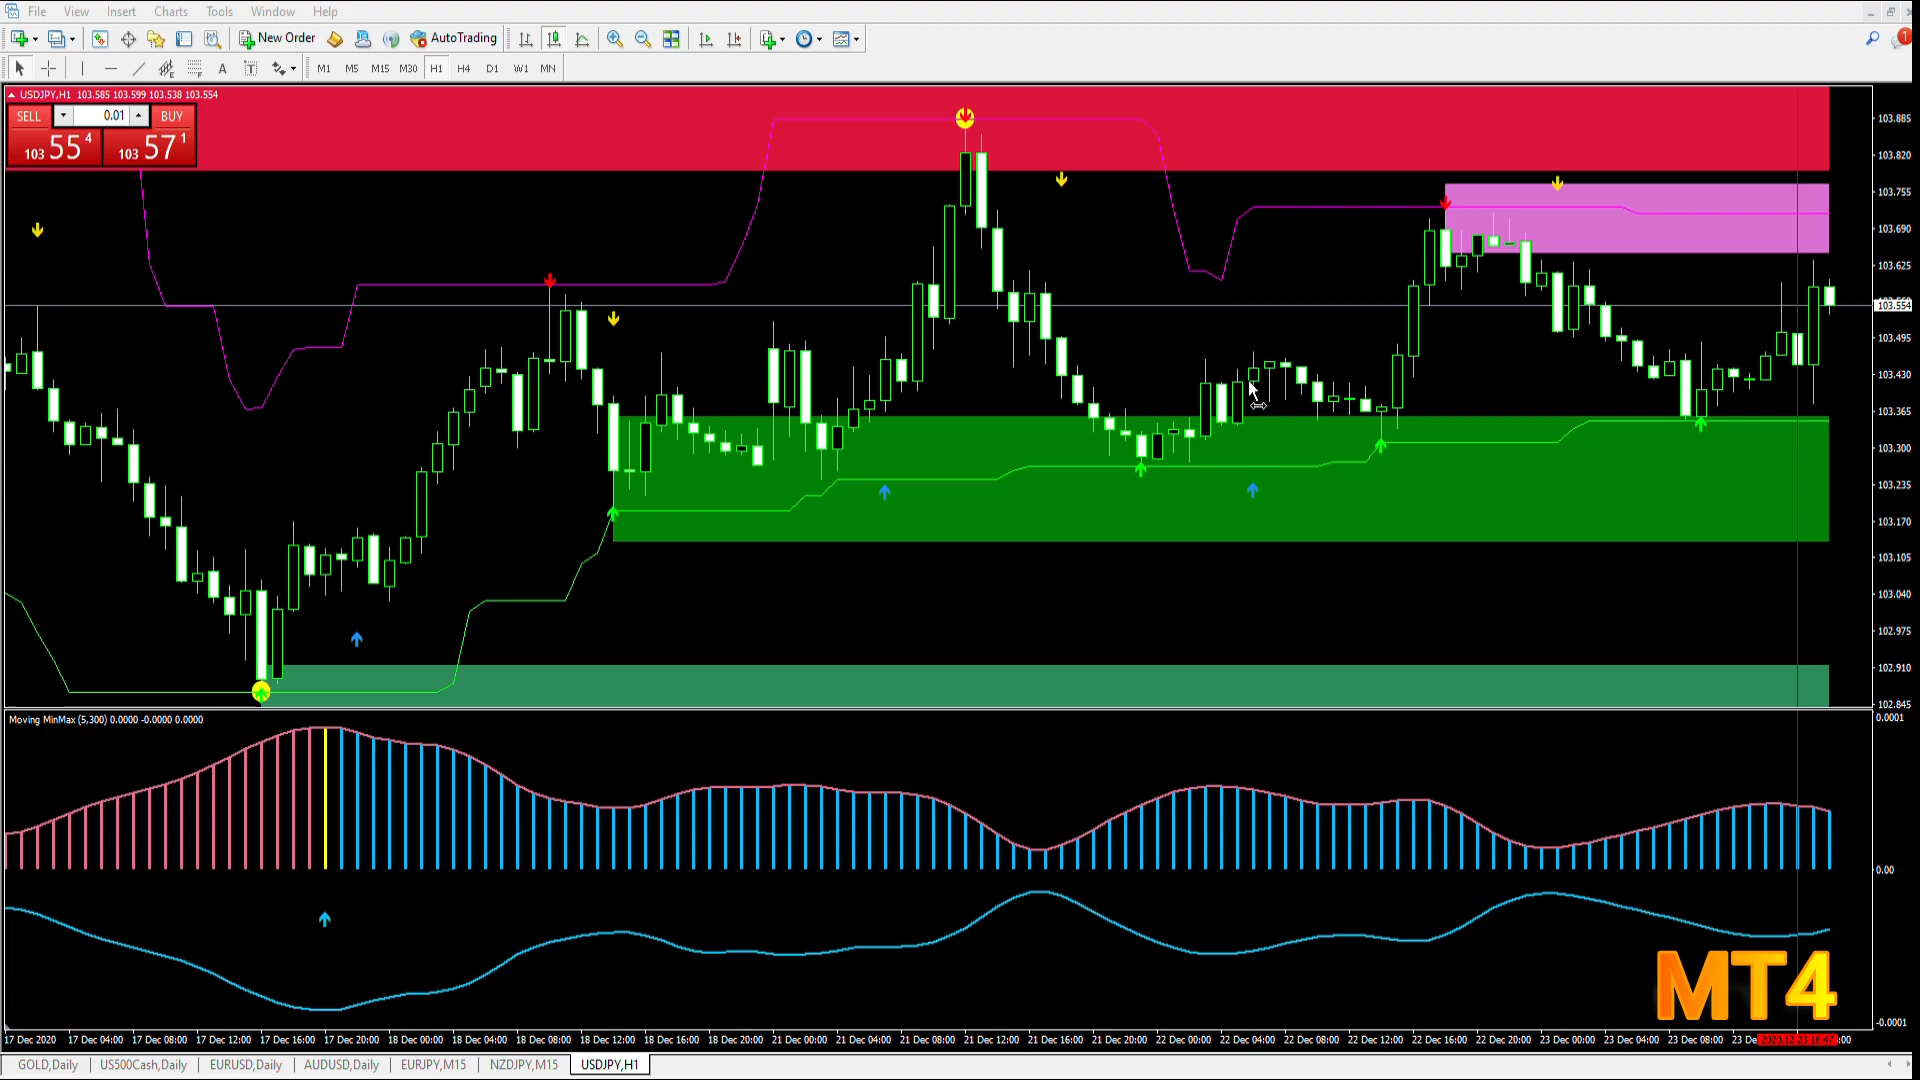 File View Insert Charts Tools Window Help
New Order AutoTrading
1
A T M1 M5 M15 M30 H1 H4 D1 W1 MN
USDJPY,H1 103.585 103.599 103.538 103.554
SELL 0.01 BUY
103 55 4 103 57 1
103.885
103.820
103.755
103.690
103.625
103.554
103.495
103.430
103.365
103.300
103.235
103.170
103.105
103.040
102.975
102.910
102.845
Moving MinMax (5,300) 0.0000 -0.0000 0.0000
0.0001
0.00
-0.0001
MT4
17 Dec 2020 17 Dec 04:00 17 Dec 08:00 17 Dec 12:00 17 Dec 16:00 17 Dec 20:00 18 Dec 00:00 18 Dec 04:00 18 Dec 08:00 18 Dec 12:00 18 Dec 16:00 18 Dec 20:00 21 Dec 00:00 21 Dec 04:00 21 Dec 08:00 21 Dec 12:00 21 Dec 16:00 21 Dec 20:00 22 Dec 00:00 22 Dec 04:00 22 Dec 08:00 22 Dec 12:00 22 Dec 16:00 22 Dec 20:00 23 Dec 00:00 23 Dec 04:00 23 Dec 08:00 23 De :00
GOLD,Daily US500Cash,Daily EURUSD,Daily AUDUSD,Daily EURJPY,M15 NZDJPY,M15 USDJPY,H1